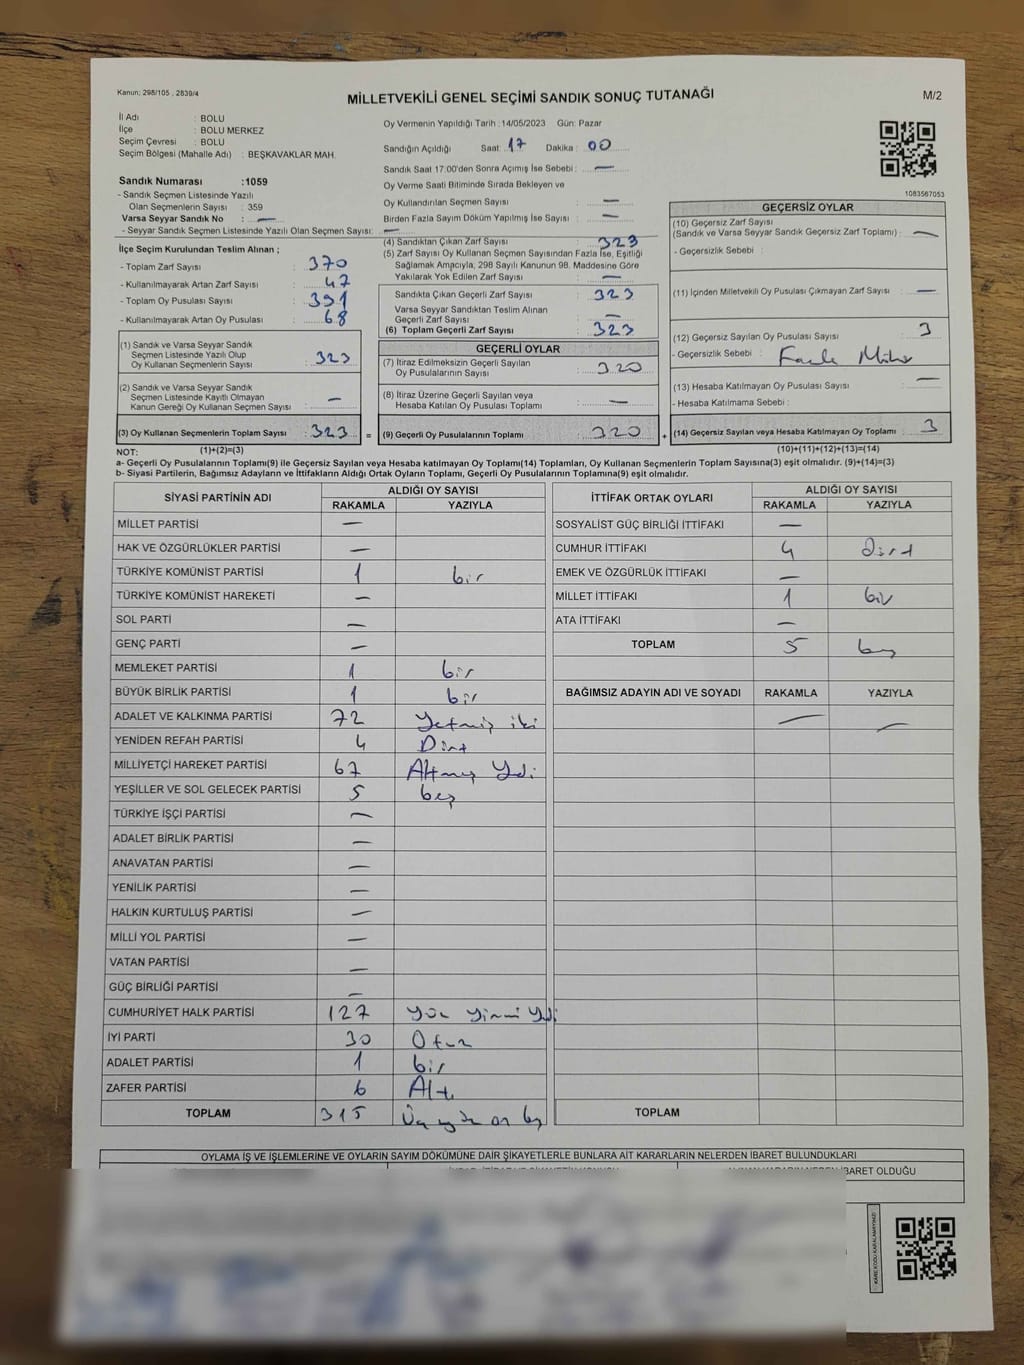 Kanun: 298/105 , 2839/4
MİLLETVEKİLİ GENEL SEÇİMİ SANDIK SONUÇ TUTANAĞI
M/2
İl Adı : BOLU
İlçe : BOLU MERKEZ
Seçim Çevresi : BOLU
Seçim Bölgesi (Mahalle Adı) : BEŞKAVAKLAR MAH.
Sandık Numarası :1059
- Sandık Seçmen Listesinde Yazılı
Olan Seçmenlerin Sayısı : 359
Varsa Seyyar Sandık No : —
- Seyyar Sandık Seçmen Listesinde Yazılı Olan Seçmen Sayısı: —
Oy Vermenin Yapıldığı Tarih :14/05/2023 Gün: Pazar
Sandığın Açıldığı Saat: 17 Dakika : 00
Sandık Saat 17:00'den Sonra Açımış İse Sebebi : —
Oy Verme Saati Bitiminde Sırada Bekleyen ve
Oy Kullandırılan Seçmen Sayısı : —
Birden Fazla Sayım Döküm Yapılmış İse Sayısı : —
1083567053
İlçe Seçim Kurulundan Teslim Alınan ;
- Toplam Zarf Sayısı : 370
- Kullanılmayarak Artan Zarf Sayısı : 47
- Toplam Oy Pusulası Sayısı : 391
- Kullanılmayarak Artan Oy Pusulası : 68
(4) Sandıktan Çıkan Zarf Sayısı : 323
(5) Zarf Sayısı Oy Kullanan Seçmen Sayısından Fazla İse, Eşitliği
Sağlamak Amacıyla, 298 Sayılı Kanunun 98. Maddesine Göre
Yakılarak Yok Edilen Zarf Sayısı : —
Sandıkta Çıkan Geçerli Zarf Sayısı : 323
Varsa Seyyar Sandıktan Teslim Alınan
Geçerli Zarf Sayısı : —
(6) Toplam Geçerli Zarf Sayısı : 323
GEÇERSİZ OYLAR
(10) Geçersiz Zarf Sayısı
(Sandık ve Varsa Seyyar Sandık Geçersiz Zarf Toplamı) : —
- Geçersizlik Sebebi :
(11) İçinden Milletvekili Oy Pusulası Çıkmayan Zarf Sayısı : —
(12) Geçersiz Sayılan Oy Pusulası Sayısı : 3
- Geçersizlik Sebebi :
(13) Hesaba Katılmayan Oy Pusulası Sayısı : —
- Hesaba Katılmama Sebebi :
(14) Geçersiz Sayılan veya Hesaba Katılmayan Oy Toplamı : 3
(1) Sandık ve Varsa Seyyar Sandık
Seçmen Listesinde Yazılı Olup
Oy Kullanan Seçmenlerin Sayısı : 323
(2) Sandık ve Varsa Seyyar Sandık
Seçmen Listesinde Kayıtlı Olmayan
Kanun Gereği Oy Kullanan Seçmen Sayısı : —
(3) Oy Kullanan Seçmenlerin Toplam Sayısı : 323 =
GEÇERLİ OYLAR
(7) İtiraz Edilmeksizin Geçerli Sayılan
Oy Pusulalarının Sayısı : 320
(8) İtiraz Üzerine Geçerli Sayılan veya
Hesaba Katılan Oy Pusulası Toplamı : —
(9) Geçerli Oy Pusulalarının Toplamı : 320 +
NOT: (1)+(2)=(3) (10)+(11)+(12)+(13)=(14)
a- Geçerli Oy Pusulalarının Toplamı(9) ile Geçersiz Sayılan veya Hesaba katılmayan Oy Toplamı(14) Toplamları, Oy Kullanan Seçmenlerin Toplam Sayısına(3) eşit olmalıdır. (9)+(14)=(3)
b- Siyasi Partilerin, Bağımsız Adayların ve İttifakların Aldığı Ortak Oyların Toplamı, Geçerli Oy Pusulalarının Toplamına(9) eşit olmalıdır.
SİYASİ PARTİNİN ADI ALDIĞI OY SAYISI
RAKAMLA YAZIYLA
MİLLET PARTİSİ —
HAK VE ÖZGÜRLÜKLER PARTİSİ —
TÜRKİYE KOMÜNİST PARTİSİ 1 bir
TÜRKİYE KOMÜNİST HAREKETİ —
SOL PARTİ —
GENÇ PARTİ —
MEMLEKET PARTİSİ 1 bir
BÜYÜK BİRLİK PARTİSİ 1 bir
ADALET VE KALKINMA PARTİSİ 72 Yetmiş iki
YENİDEN REFAH PARTİSİ 4 Dört
MİLLİYETÇİ HAREKET PARTİSİ 67 Altmış Yedi
YEŞİLLER VE SOL GELECEK PARTİSİ 5 beş
TÜRKİYE İŞÇİ PARTİSİ —
ADALET BİRLİK PARTİSİ —
ANAVATAN PARTİSİ —
YENİLİK PARTİSİ —
HALKIN KURTULUŞ PARTİSİ —
MİLLİ YOL PARTİSİ —
VATAN PARTİSİ —
GÜÇ BİRLİĞİ PARTİSİ —
CUMHURİYET HALK PARTİSİ 127 Yüz Yirmi Yedi
İYİ PARTİ 30 Otuz
ADALET PARTİSİ 1 bir
ZAFER PARTİSİ 6 Altı
TOPLAM 315 Üç yüz on beş
İTTİFAK ORTAK OYLARI ALDIĞI OY SAYISI
RAKAMLA YAZIYLA
SOSYALİST GÜÇ BİRLİĞİ İTTİFAKI —
CUMHUR İTTİFAKI 4 Dört
EMEK VE ÖZGÜRLÜK İTTİFAKI —
MİLLET İTTİFAKI 1 bir
ATA İTTİFAKI —
TOPLAM 5 beş
BAĞIMSIZ ADAYIN ADI VE SOYADI RAKAMLA YAZIYLA
— —
TOPLAM
OYLAMA İŞ VE İŞLEMLERİNE VE OYLARIN SAYIM DÖKÜMÜNE DAİR ŞİKAYETLERLE BUNLARA AİT KARARLARIN NELERDEN İBARET BULUNDUKLARI
İBARET OLDUĞU
KARE KODU KARALAMAYINIZ!